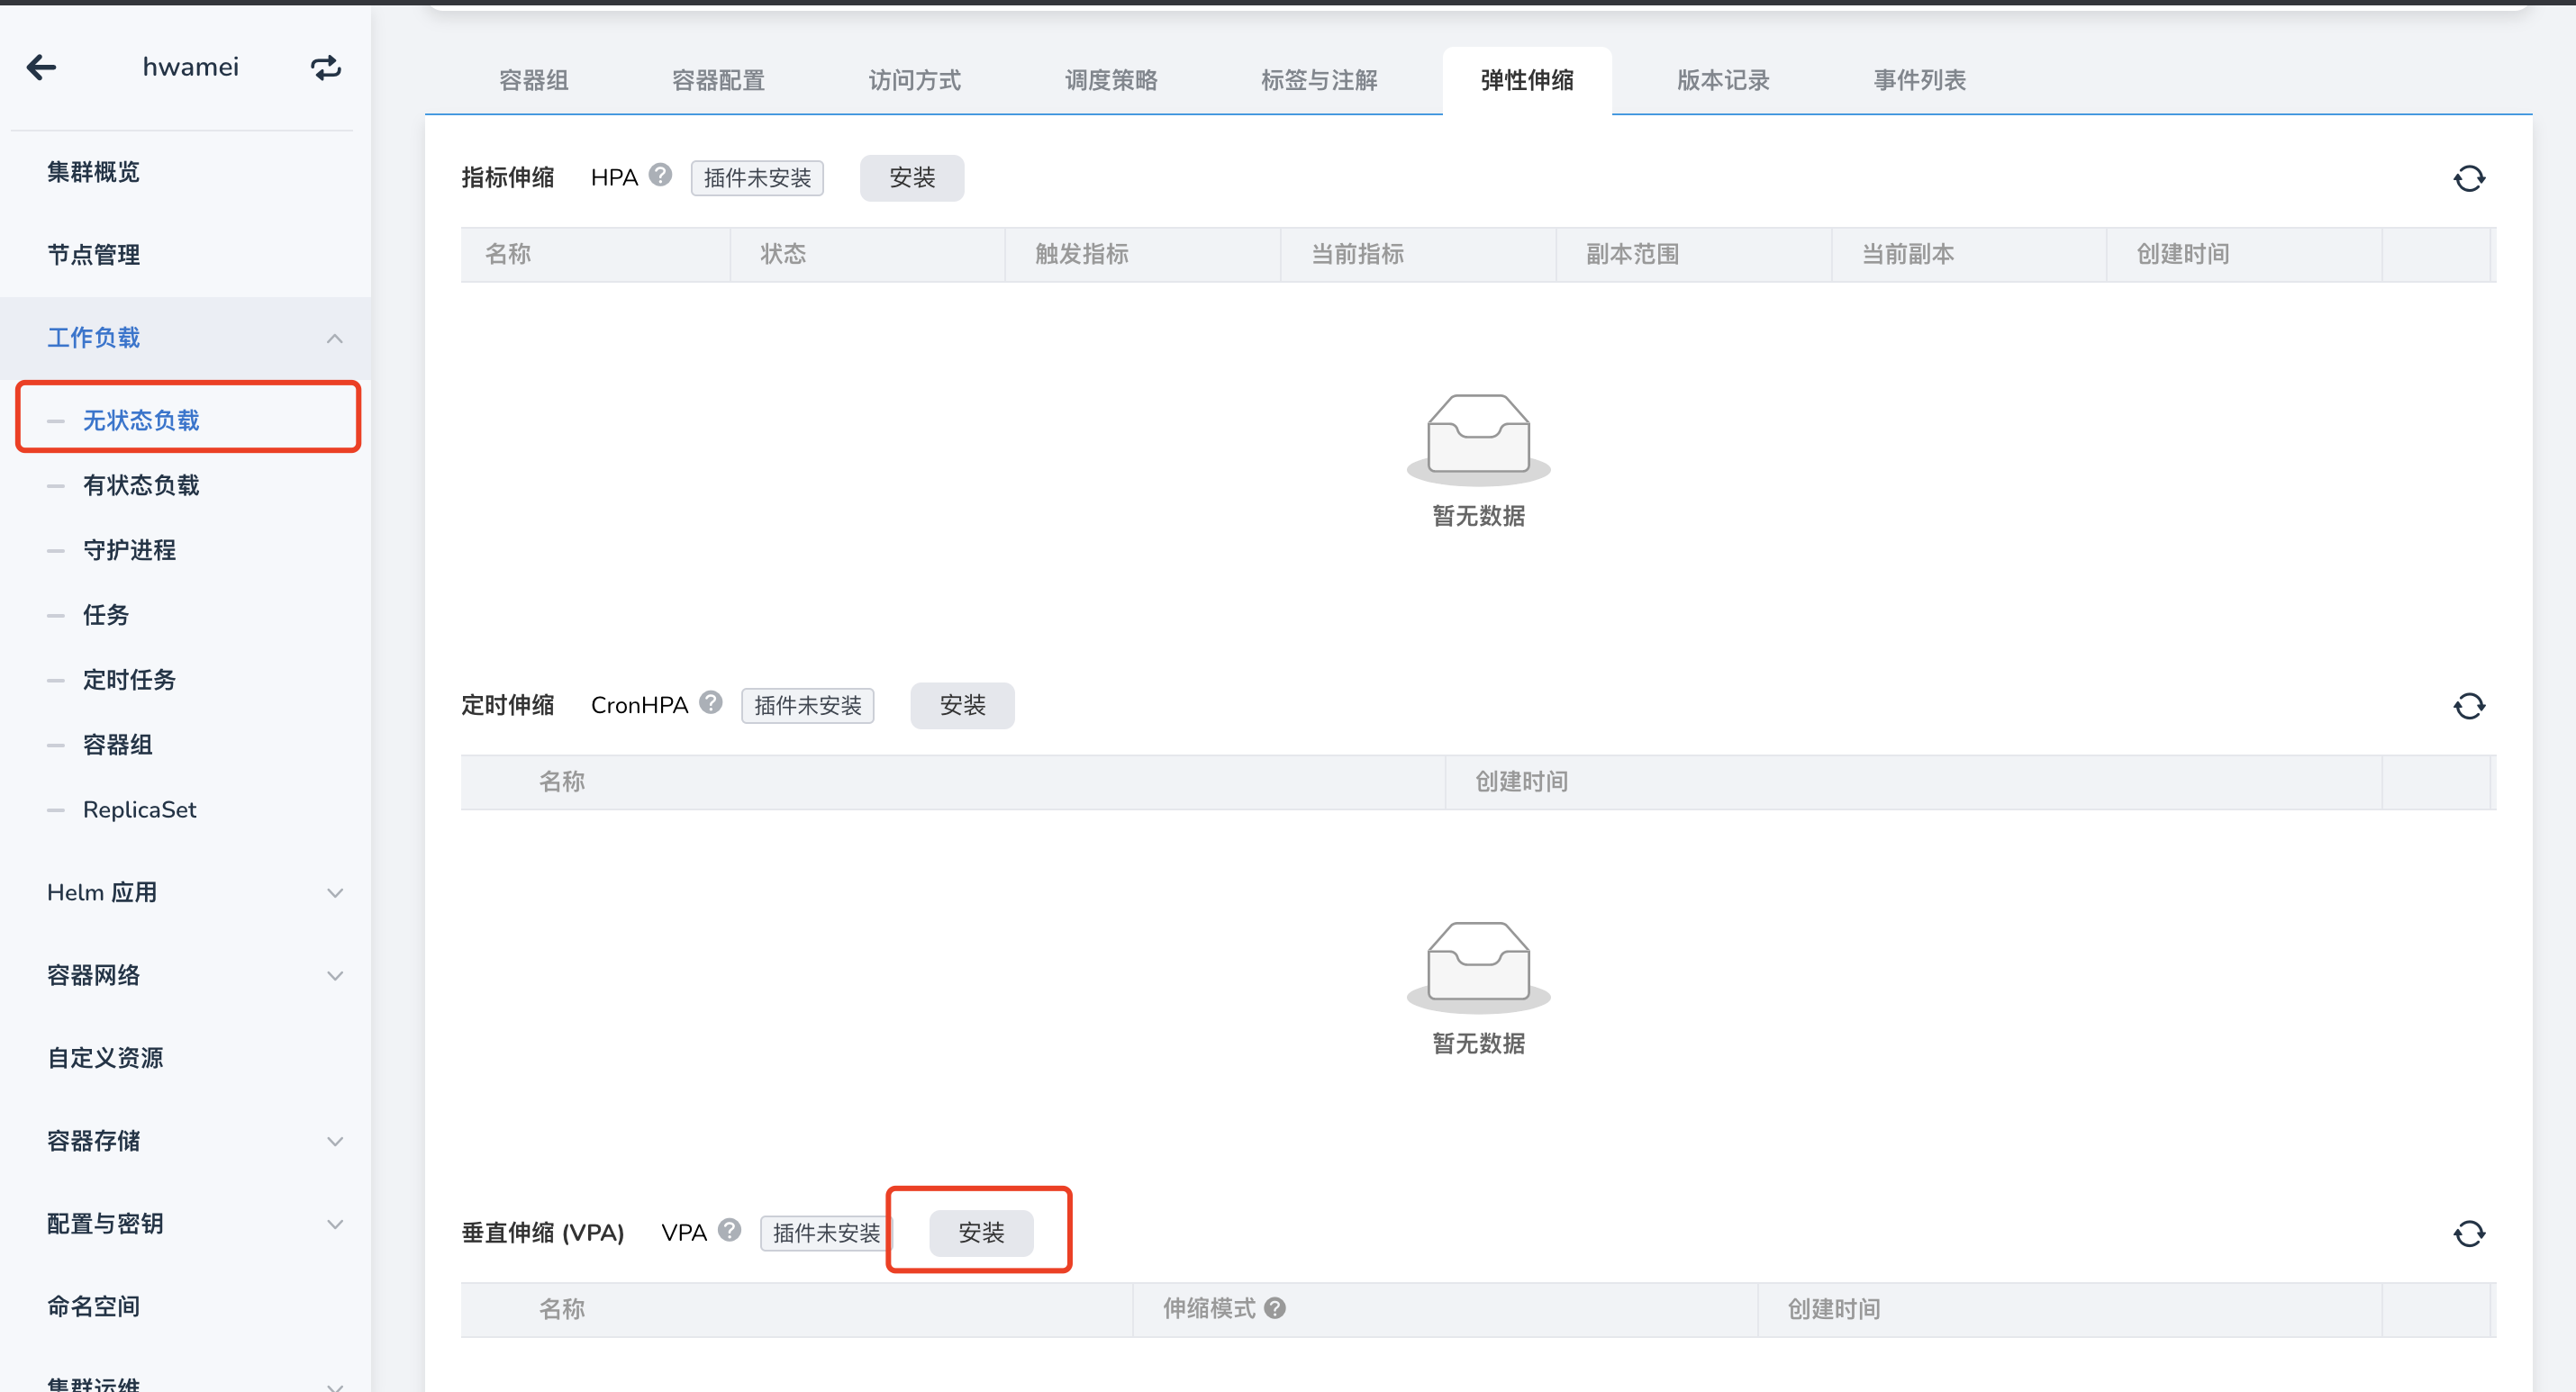 hwamei
集群概览
节点管理
工作负载
无状态负载
有状态负载
守护进程
任务
定时任务
容器组
ReplicaSet
Helm 应用
容器网络
自定义资源
容器存储
配置与密钥
命名空间
集群运维
容器组 容器配置 访问方式 调度策略 标签与注解 弹性伸缩 版本记录 事件列表
指标伸缩 HPA 插件未安装 安装
名称 状态 触发指标 当前指标 副本范围 当前副本 创建时间
暂无数据
定时伸缩 CronHPA 插件未安装 安装
名称 创建时间
暂无数据
垂直伸缩 (VPA) VPA 插件未安装 安装
名称 伸缩模式 创建时间